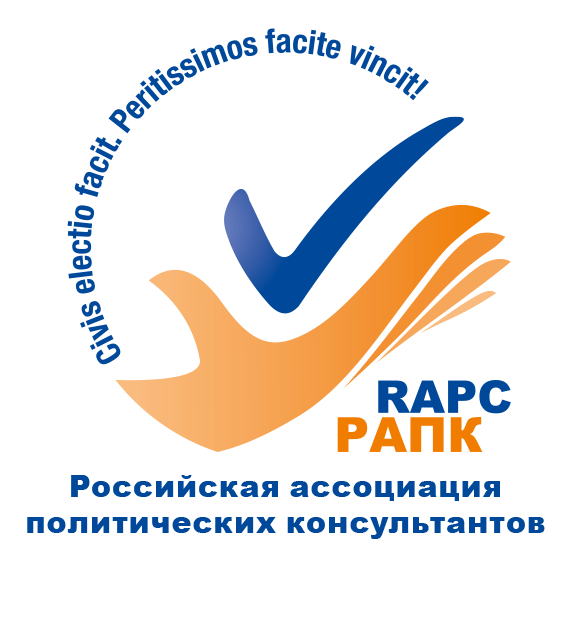 Civis electio facit. Peritissimos facite vincit!
RAPC
РАПК
Российская ассоциация
политических консультантов